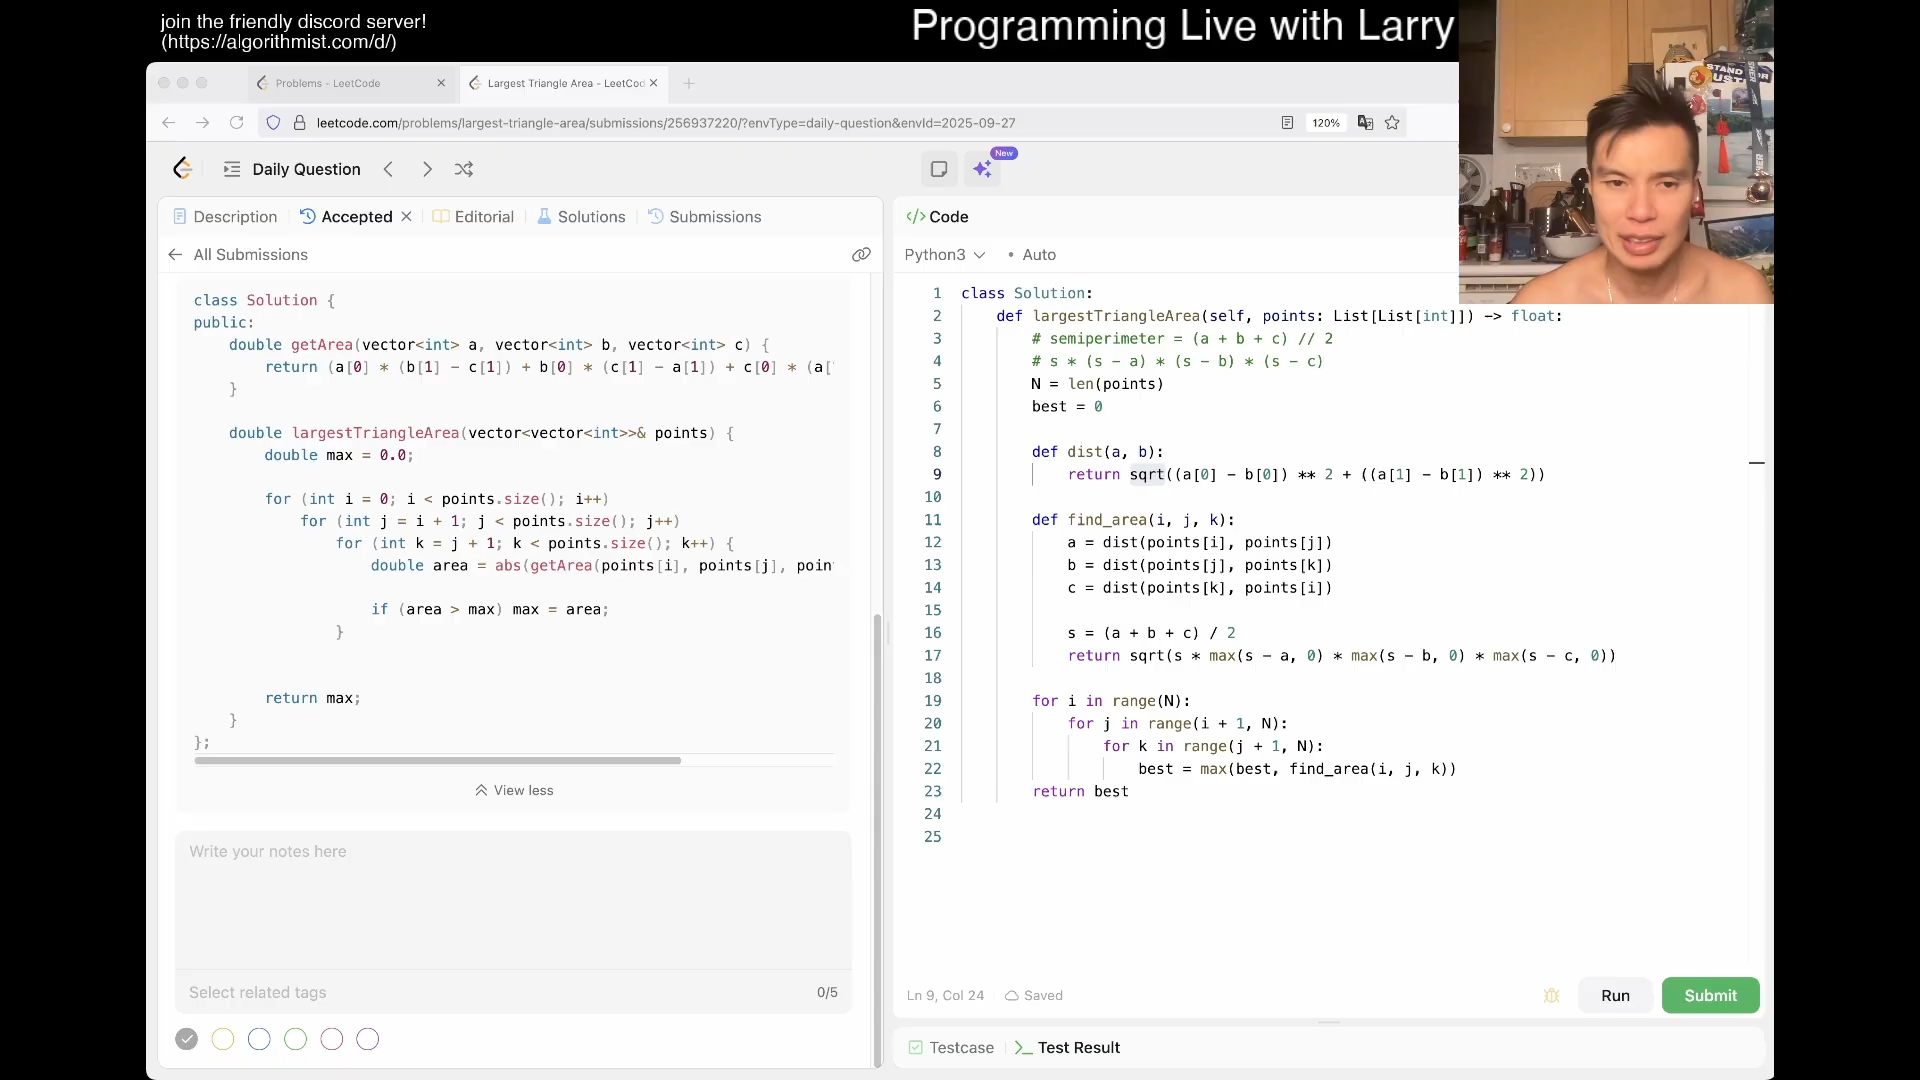 join the friendly discord server!
(https://algorithmist.com/d/)
Programming Live with Larry
Problems - LeetCode
Largest Triangle Area - LeetCod
leetcode.com/problems/largest-triangle-area/submissions/256937220/?envType=daily-question&envId=2025-09-27
120%
Daily Question
New
Description
Accepted
Editorial
Solutions
Submissions
All Submissions
class Solution {
public:
double getArea(vector<int> a, vector<int> b, vector<int> c) {
return (a[0] * (b[1] - c[1]) + b[0] * (c[1] - a[1]) + c[0] * (a[
}
double largestTriangleArea(vector<vector<int>>& points) {
double max = 0.0;
for (int i = 0; i < points.size(); i++)
for (int j = i + 1; j < points.size(); j++)
for (int k = j + 1; k < points.size(); k++) {
double area = abs(getArea(points[i], points[j], poin
if (area > max) max = area;
}
return max;
}
};
View less
Write your notes here
Select related tags
0/5
</> Code
Python3
• Auto
1 class Solution:
2 def largestTriangleArea(self, points: List[List[int]]) -> float:
3 # semiperimeter = (a + b + c) // 2
4 # s * (s - a) * (s - b) * (s - c)
5 N = len(points)
6 best = 0
7
8 def dist(a, b):
9 return sqrt((a[0] - b[0]) ** 2 + ((a[1] - b[1]) ** 2))
10
11 def find_area(i, j, k):
12 a = dist(points[i], points[j])
13 b = dist(points[j], points[k])
14 c = dist(points[k], points[i])
15
16 s = (a + b + c) / 2
17 return sqrt(s * max(s - a, 0) * max(s - b, 0) * max(s - c, 0))
18
19 for i in range(N):
20 for j in range(i + 1, N):
21 for k in range(j + 1, N):
22 best = max(best, find_area(i, j, k))
23 return best
24
25
Ln 9, Col 24
Saved
Run
Submit
Testcase
Test Result
STAND